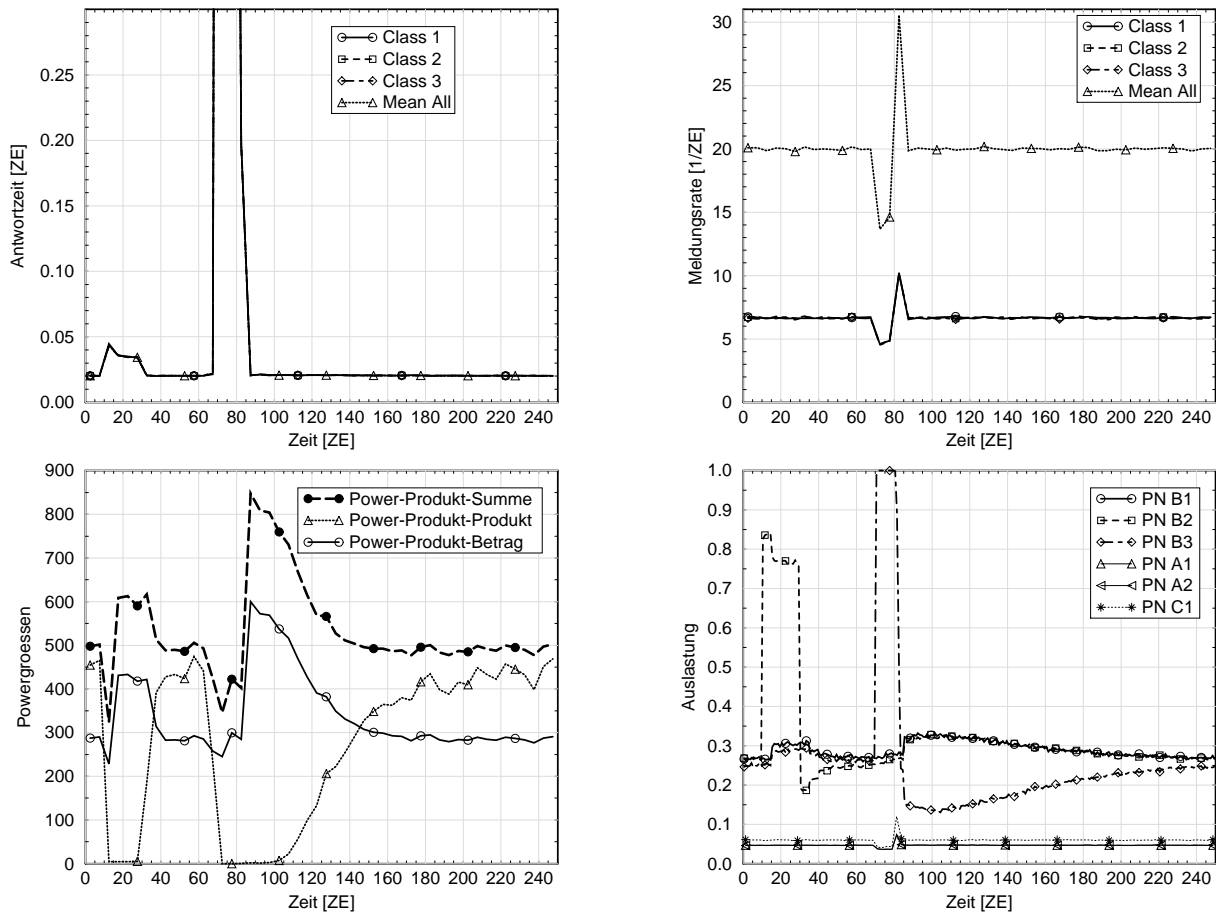 Class 1
Class 2
Class 3
Mean All
0.25
0.20
0.15
0.10
0.05
0.00
Antwortzeit [ZE]
0 20 40 60 80 100 120 140 160 180 200 220 240
Zeit [ZE]
Class 1
Class 2
Class 3
Mean All
30
25
20
15
10
5
0
Meldungsrate [1/ZE]
0 20 40 60 80 100 120 140 160 180 200 220 240
Zeit [ZE]
Power-Produkt-Summe
Power-Produkt-Produkt
Power-Produkt-Betrag
900
800
700
600
500
400
300
200
100
0
Powergroessen
0 20 40 60 80 100 120 140 160 180 200 220 240
Zeit [ZE]
PN B1
PN B2
PN B3
PN A1
PN A2
PN C1
1.0
0.9
0.8
0.7
0.6
0.5
0.4
0.3
0.2
0.1
0.0
Auslastung
0 20 40 60 80 100 120 140 160 180 200 220 240
Zeit [ZE]